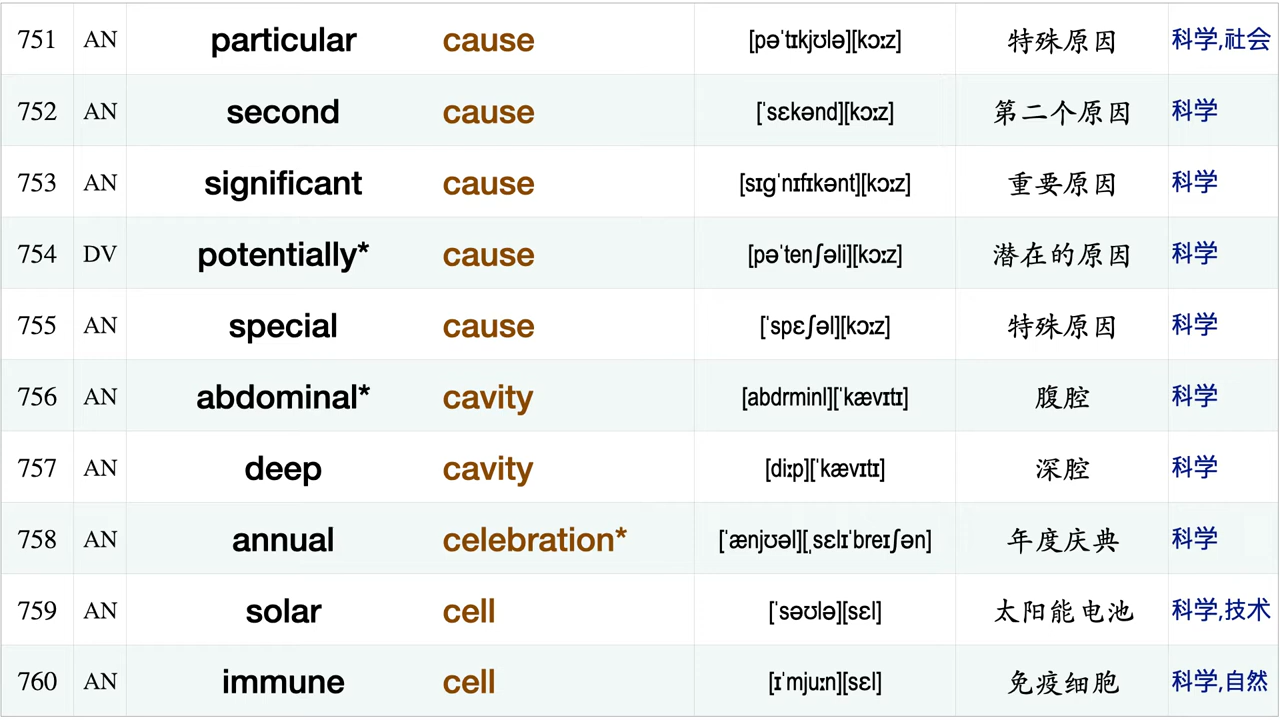 751 AN particular cause [pəˈtɪkjʊlə][kɔːz] 特殊原因 科学,社会
752 AN second cause [ˈsɛkənd][kɔːz] 第二个原因 科学
753 AN significant cause [sɪgˈnɪfɪkənt][kɔːz] 重要原因 科学
754 DV potentially* cause [pəˈtenʃəli][kɔːz] 潜在的原因 科学
755 AN special cause [ˈspɛʃəl][kɔːz] 特殊原因 科学
756 AN abdominal* cavity [abdrminl][ˈkævɪtɪ] 腹腔 科学
757 AN deep cavity [diːp][ˈkævɪtɪ] 深腔 科学
758 AN annual celebration* [ˈænjʊəl][ˌsɛlɪˈbreɪʃən] 年度庆典 科学
759 AN solar cell [ˈsəʊlə][sɛl] 太阳能电池 科学,技术
760 AN immune cell [ɪˈmjuːn][sɛl] 免疫细胞 科学,自然